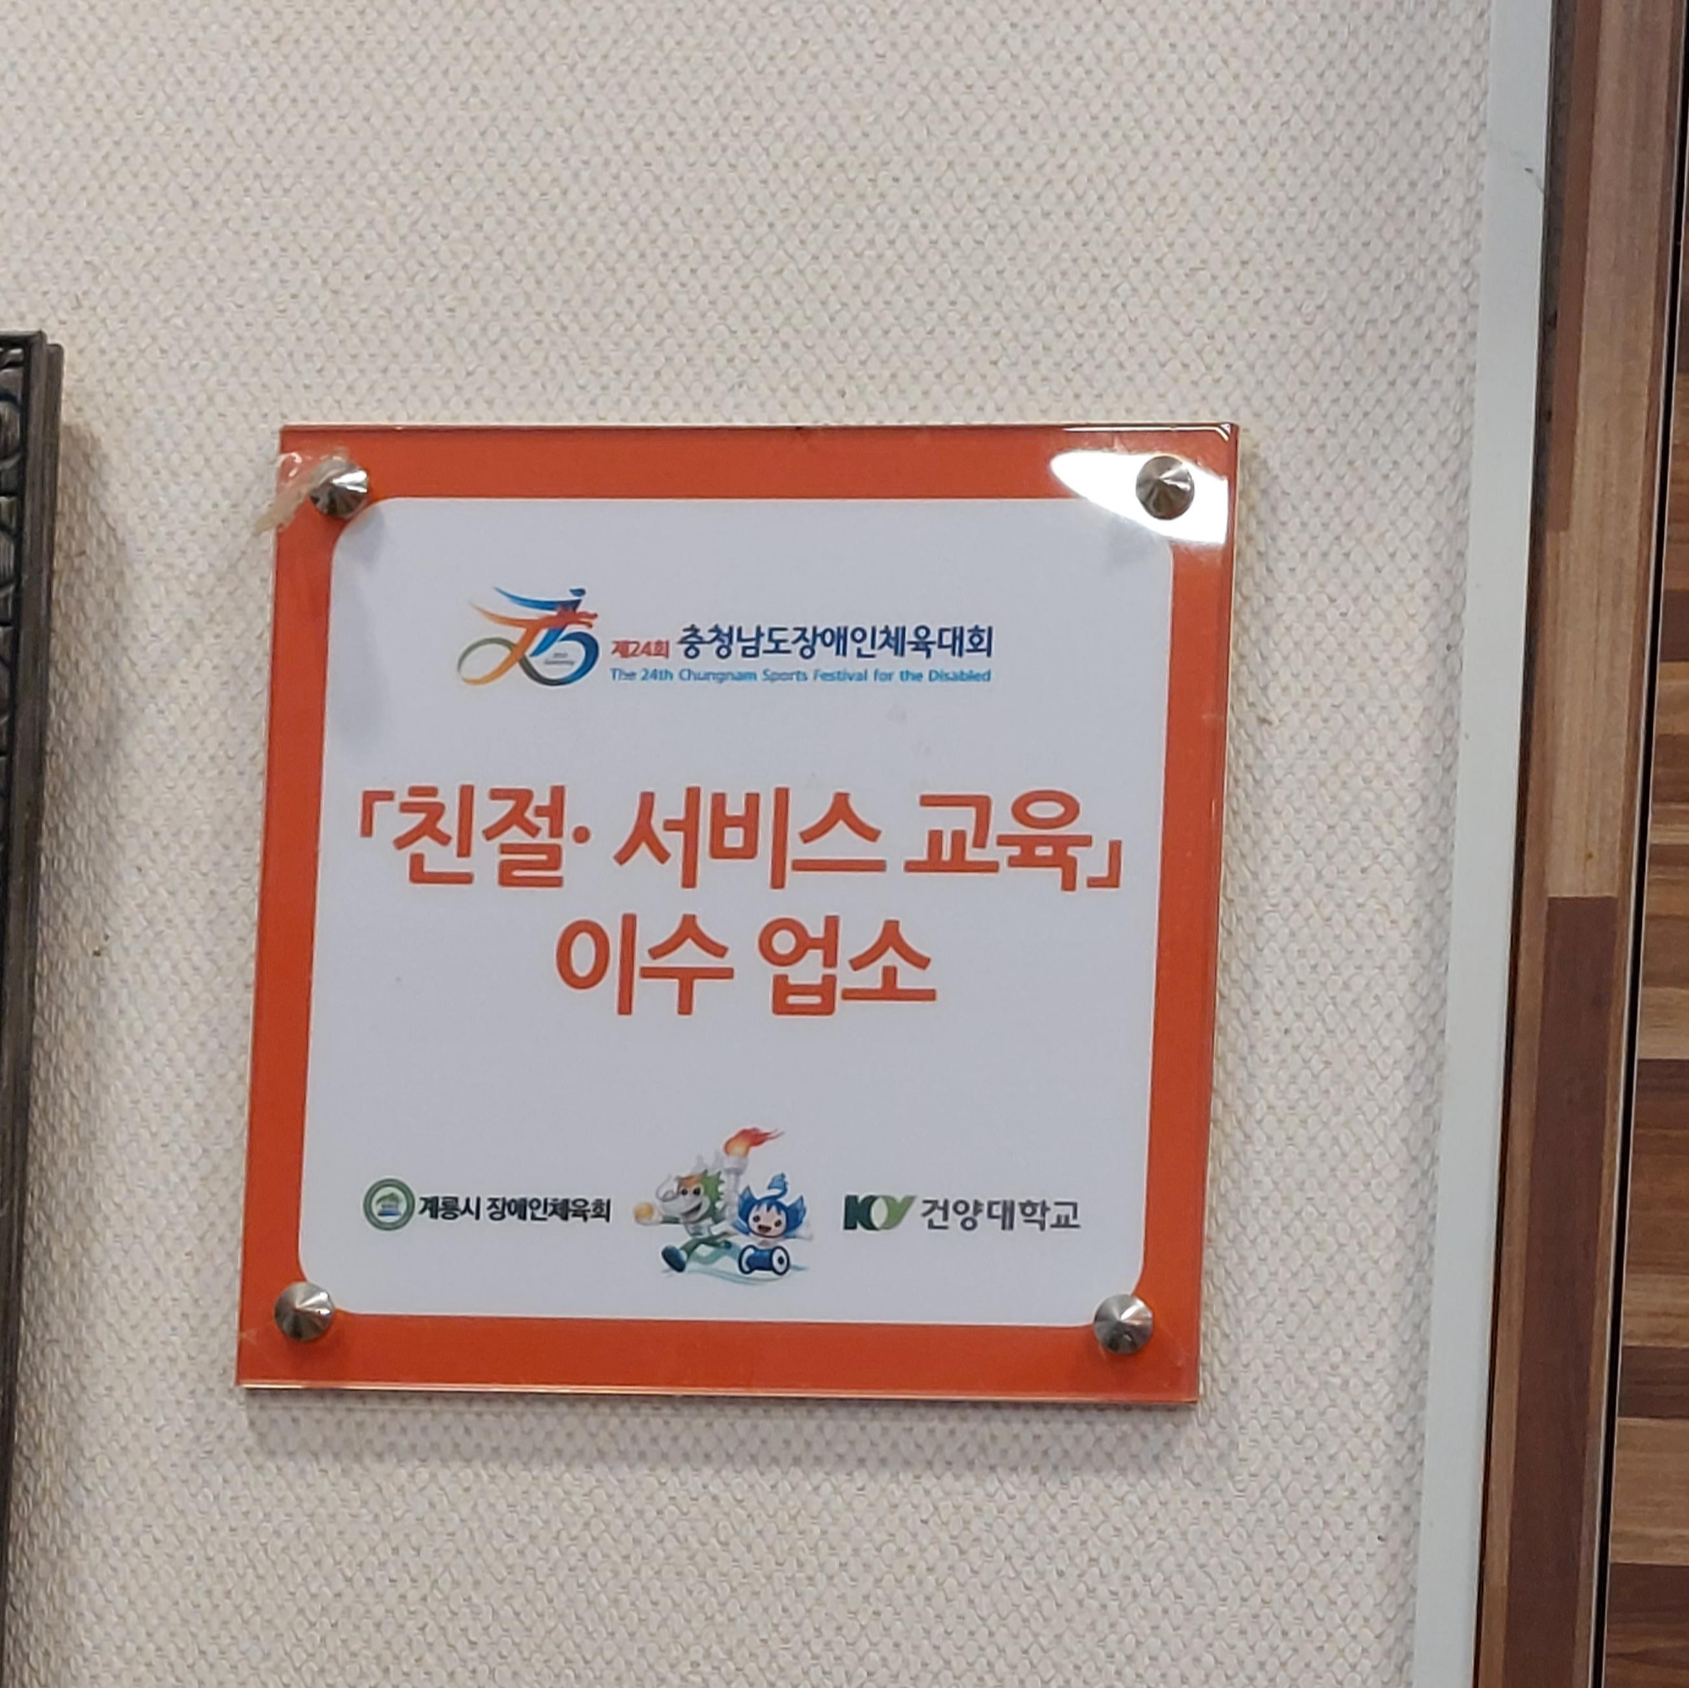 제24회 충청남도장애인체육대회
The 24th Chungnam Sports Festival for the Disabled
「친절· 서비스 교육」
이수 업소
계룡시 장애인체육회
KY 건양대학교